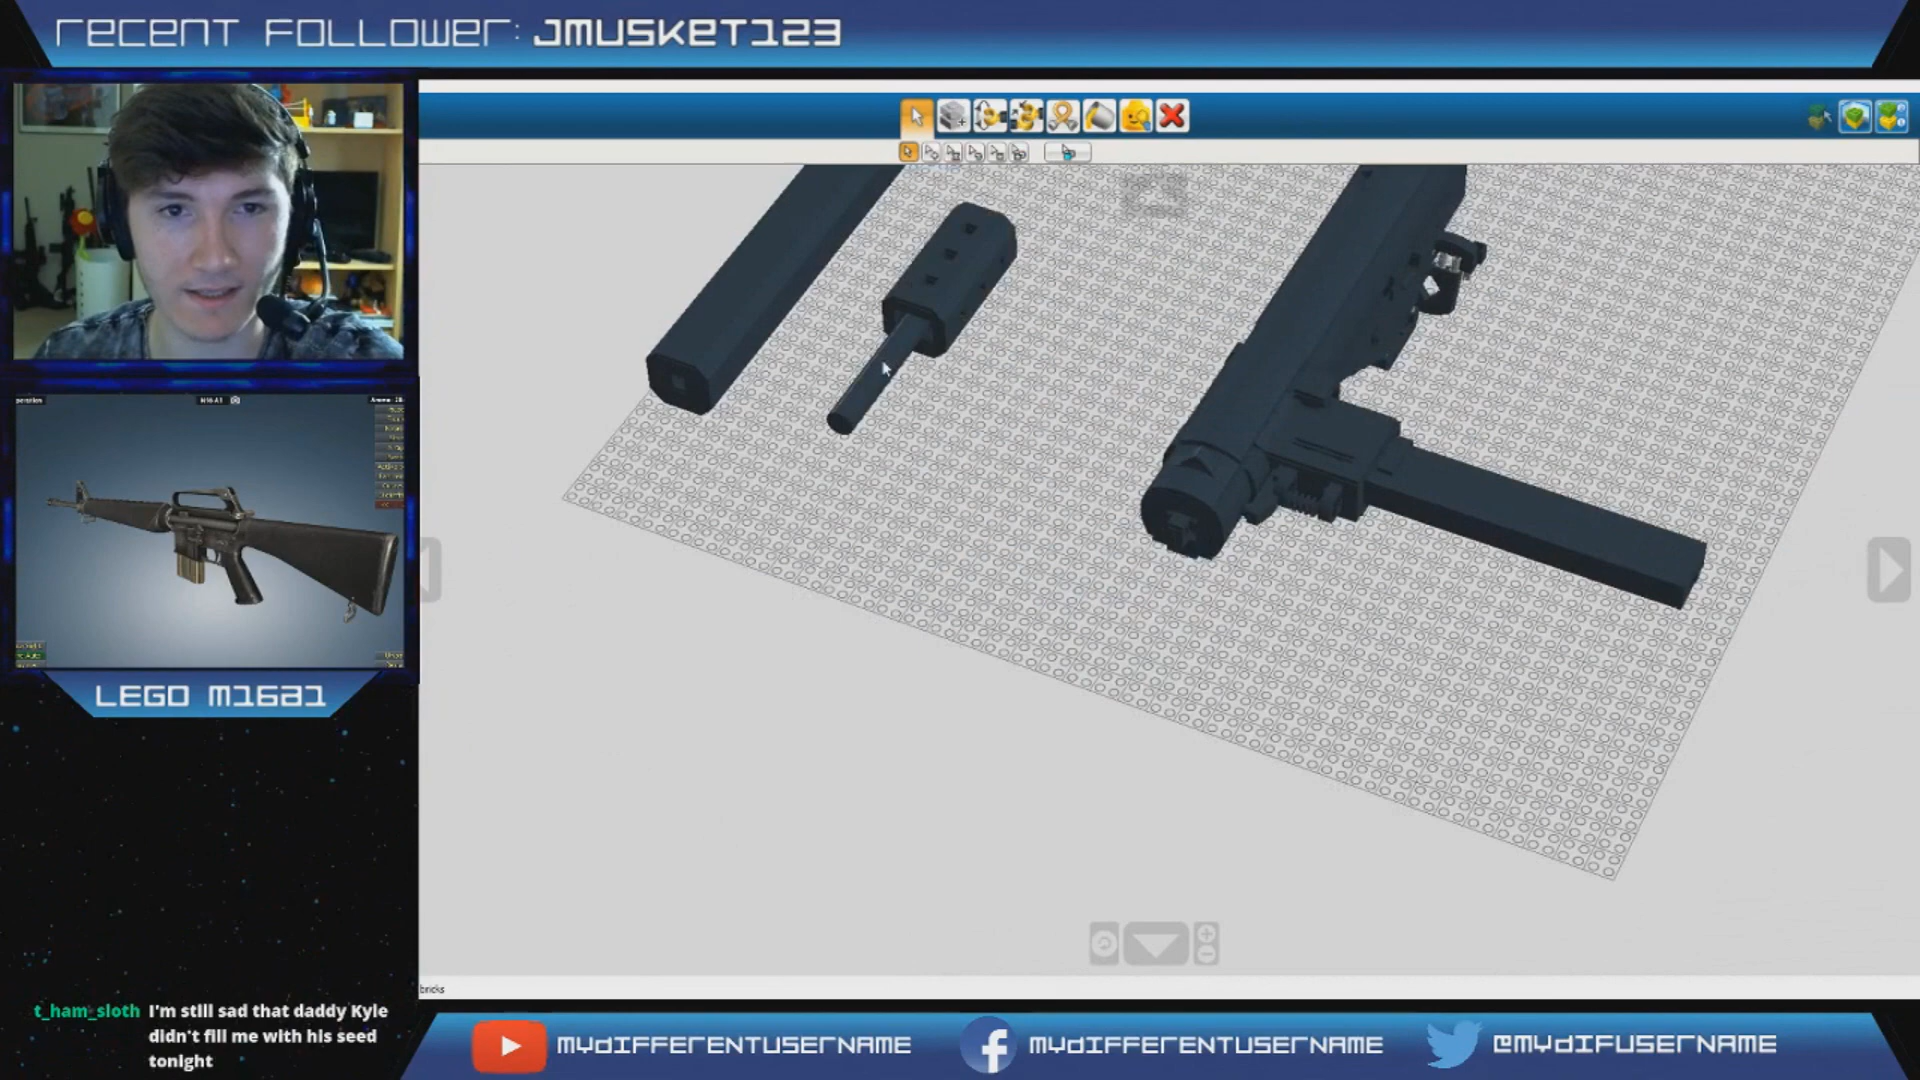 recent follower: Jmusket123
M16A1
LEGO M16a1
bricks
t_ham_sloth I'm still sad that daddy Kyle
didn't fill me with his seed
tonight
mydifferentusername
mydifferentusername
@mydifusername